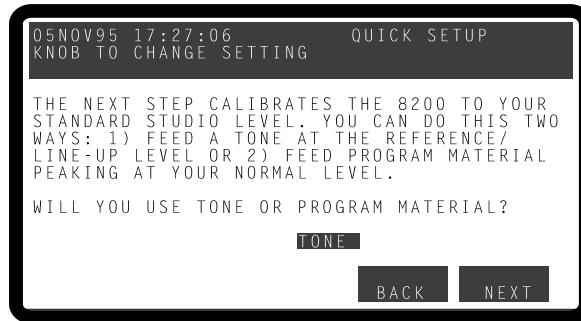 05NOV95 17:27:06 QUICK SETUP
KNOB TO CHANGE SETTING
THE NEXT STEP CALIBRATES THE 8200 TO YOUR
STANDARD STUDIO LEVEL. YOU CAN DO THIS TWO
WAYS: 1) FEED A TONE AT THE REFERENCE/
LINE-UP LEVEL OR 2) FEED PROGRAM MATERIAL
PEAKING AT YOUR NORMAL LEVEL.
WILL YOU USE TONE OR PROGRAM MATERIAL?
TONE
BACK NEXT